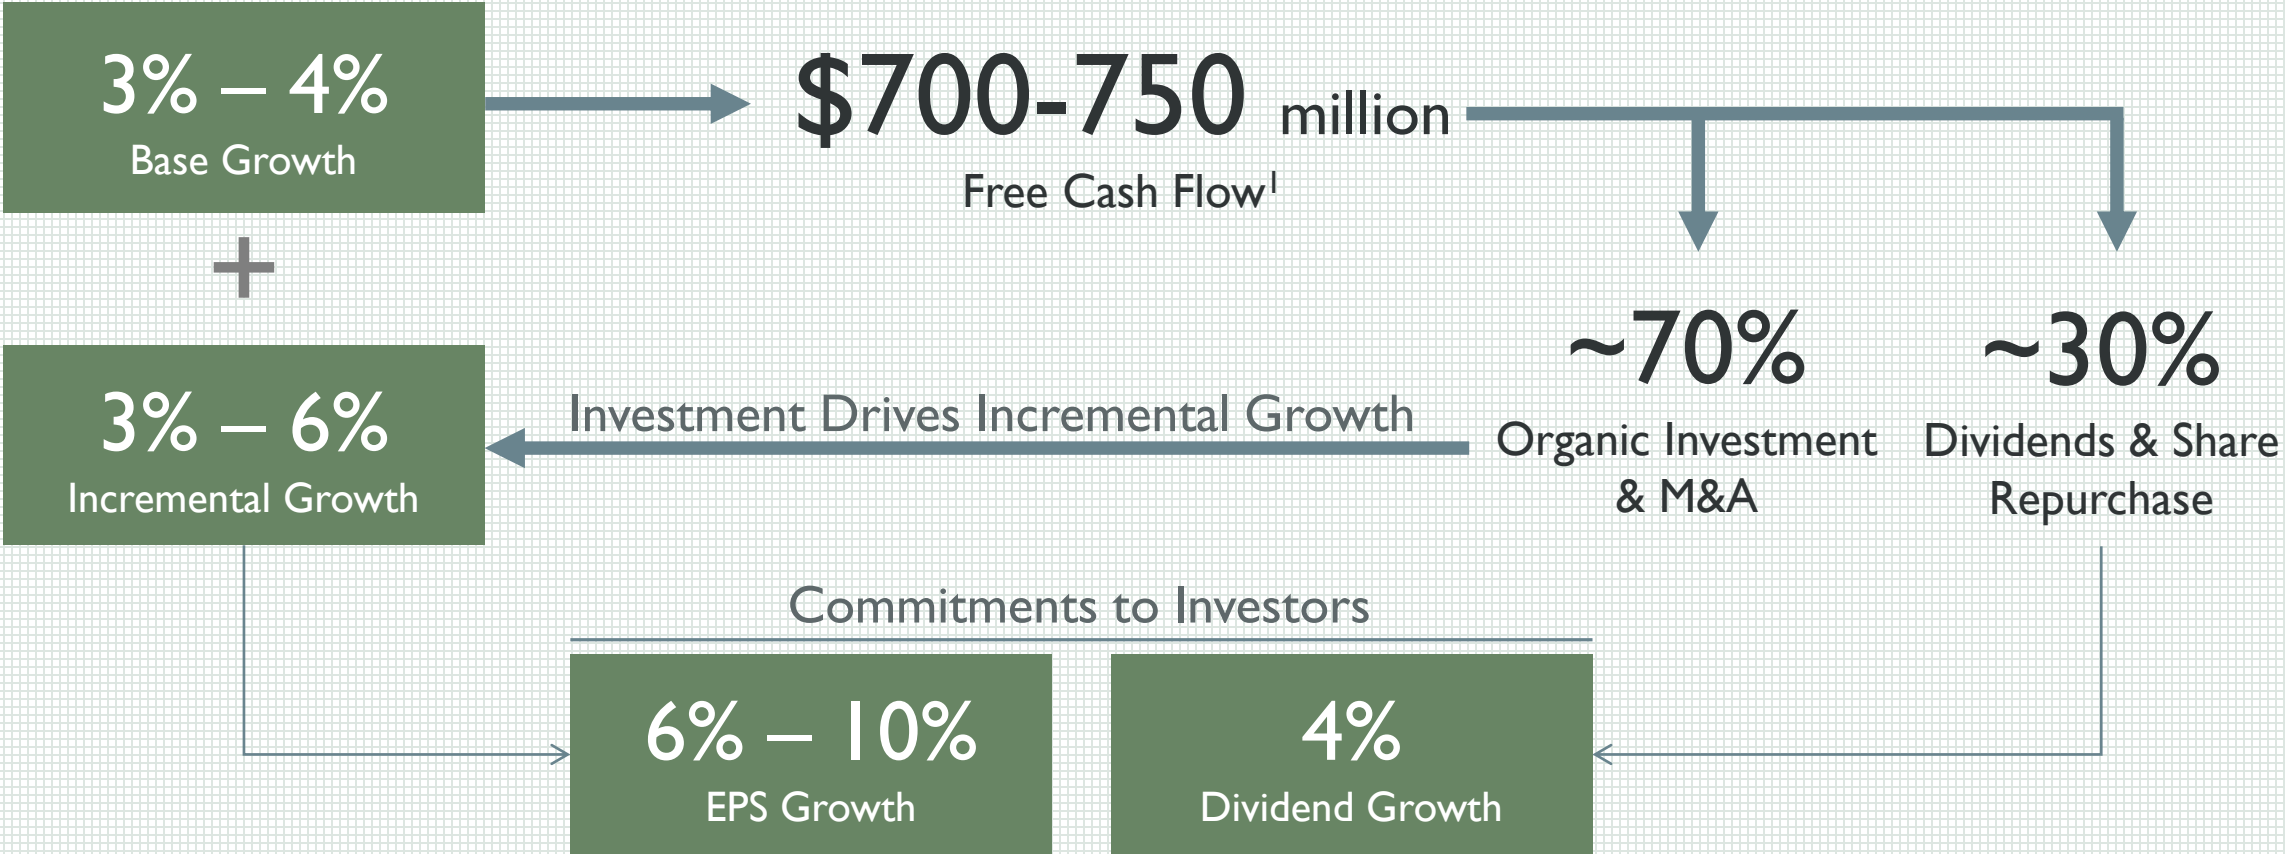 3% – 4%
Base Growth
$700-750 million
Free Cash Flow¹
+
3% – 6%
Incremental Growth
Investment Drives Incremental Growth
~70%
Organic Investment
& M&A
~30%
Dividends & Share
Repurchase
Commitments to Investors
6% – 10%
EPS Growth
4%
Dividend Growth